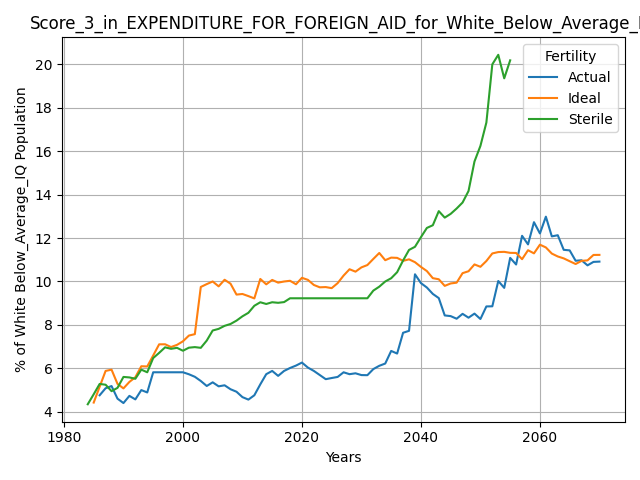 Score_3_in_EXPENDITURE_FOR_FOREIGN_AID_for_White_Below_Average_
Fertility
Actual
Ideal
Sterile
% of White Below_Average_IQ Population
20
18
16
14
12
10
8
6
4
1980 2000 2020 2040 2060
Years